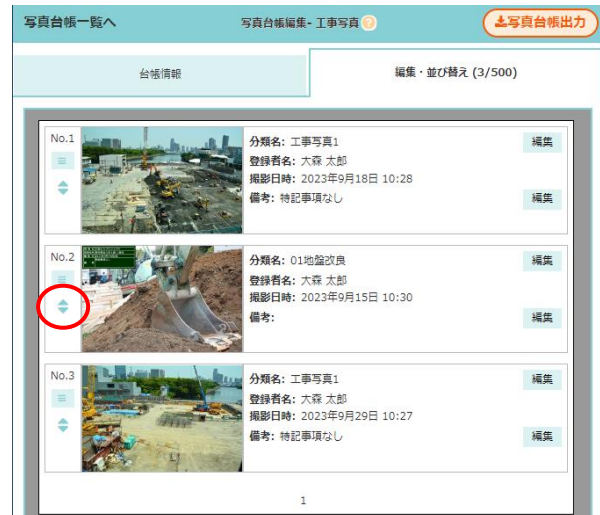 写真台帳一覧へ
写真台帳編集- 工事写真 ?
写真台帳出力
台帳情報
編集・並び替え (3/500)
No.1
分類名: 工事写真1
編集
登録者名: 大森 太郎
撮影日時: 2023年9月18日 10:28
備考: 特記事項なし
編集
No.2
分類名: 01地盤改良
編集
登録者名: 大森 太郎
撮影日時: 2023年9月15日 10:30
備考:
編集
No.3
分類名: 工事写真1
編集
登録者名: 大森 太郎
撮影日時: 2023年9月29日 10:27
備考: 特記事項なし
編集
1